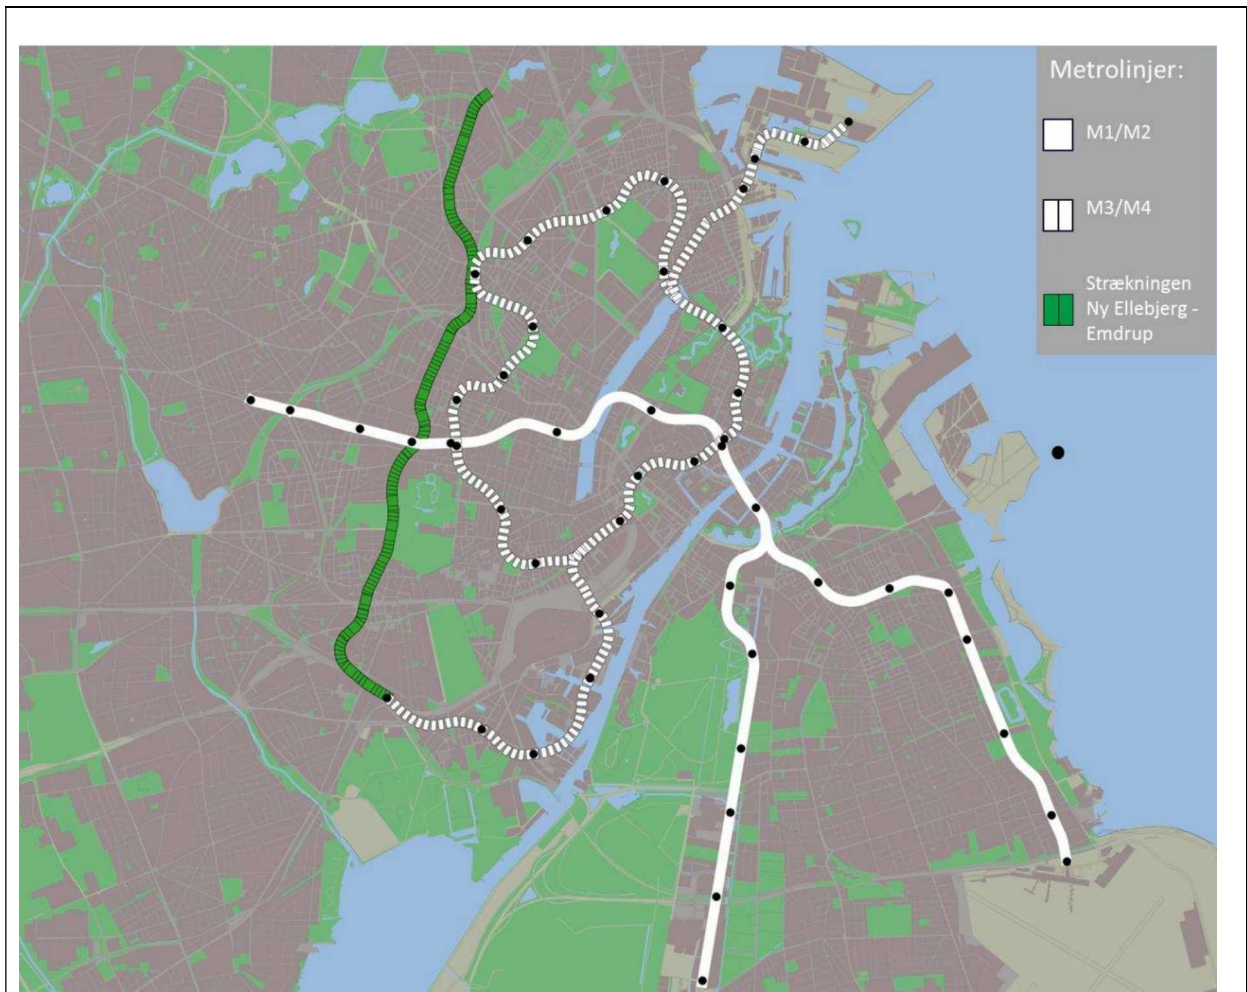 Metrolinjer:
M1/M2
M3/M4
Strækningen
Ny Ellebjerg -
Emdrup